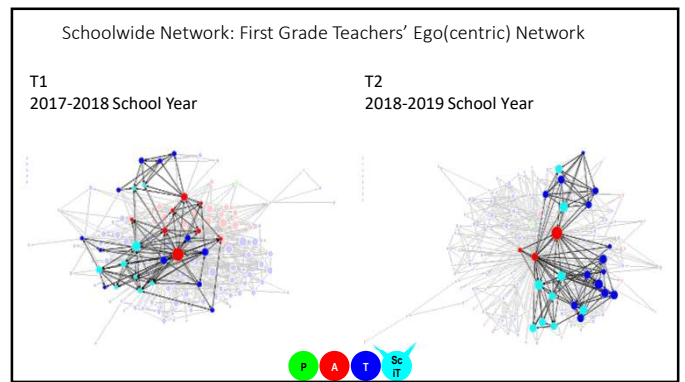 Schoolwide Network: First Grade Teachers’ Ego(centric) Network
T1
2017-2018 School Year
T2
2018-2019 School Year
P
A
T
Sc
iT